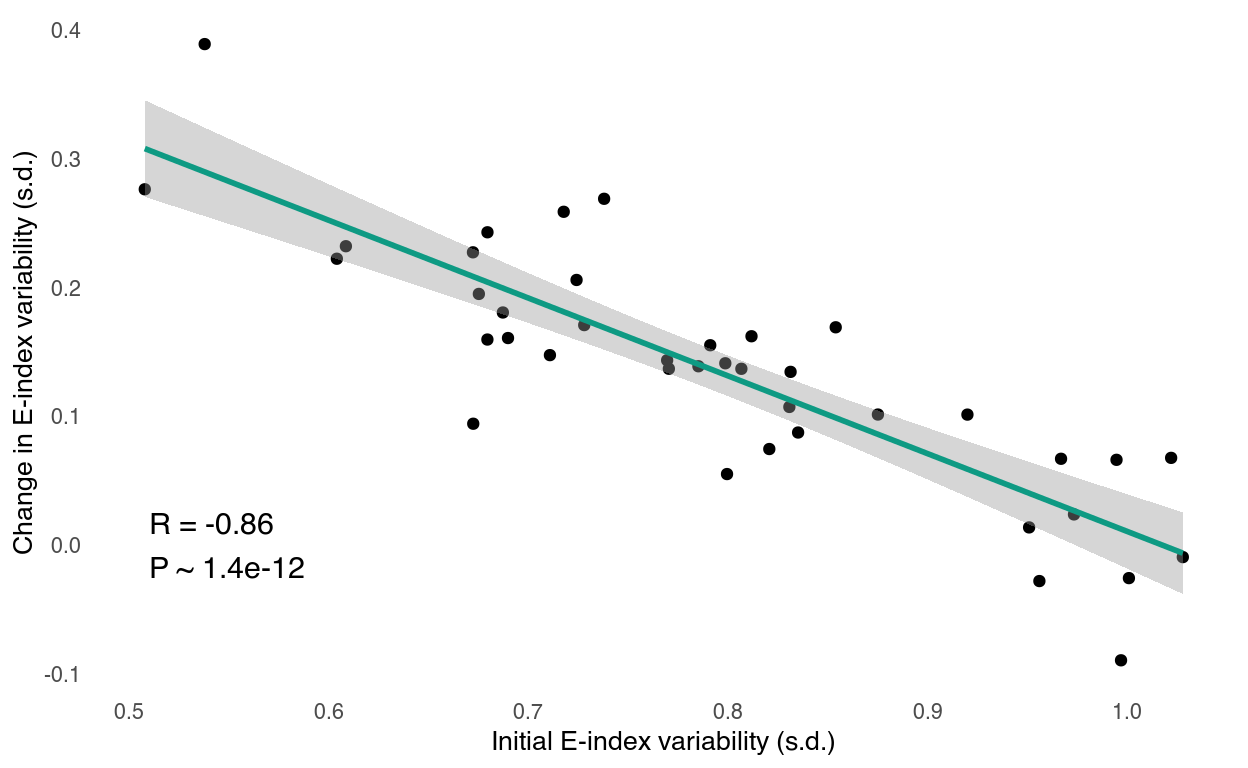 0.4
0.3
0.2
0.1
0.0
-0.1
Change in E-index variability (s.d.)
R = -0.86
P ~ 1.4e-12
0.5 0.6 0.7 0.8 0.9 1.0
Initial E-index variability (s.d.)